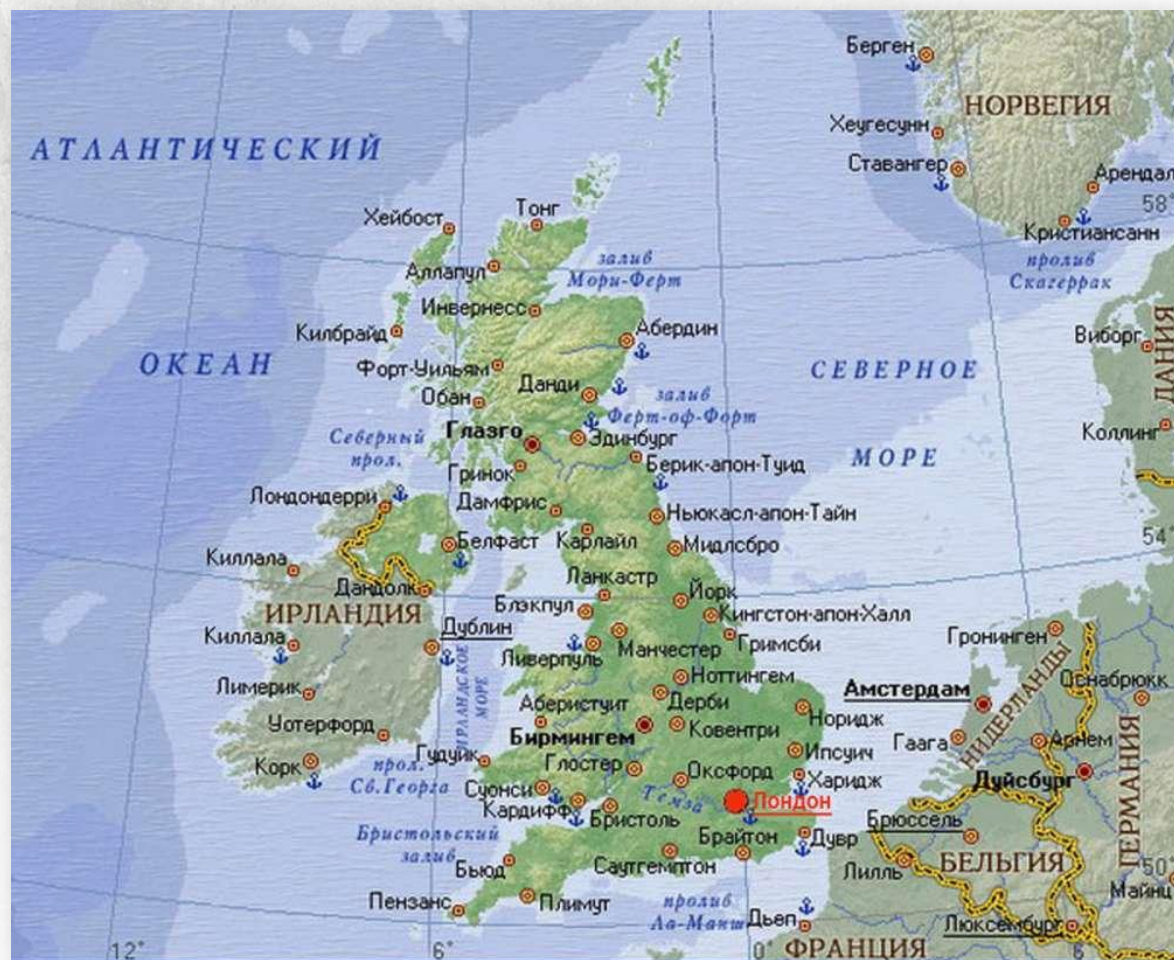 Берген
НОРВЕГИЯ
Хеугесунн
АТЛАНТИЧЕСКИЙ
Ставангер
Арендал
58°
Тонг
Хейбост
Кристиансанн
залив
Мори-Ферт
пролив
Скагеррак
Аллапул
Инвернесс
Абердин
Килбрайд
Виборг
ДАНИЯ
ОКЕАН
Форт-Уильям
СЕВЕРНОЕ
Данди
Обан
залив
Ферт-оф-Форт
Глазго
Эдинбург
Коллинг
Северный
прол.
МОРЕ
Берик-апон-Туид
Гринок
Лондондерри
Дамфрис
Ньюкасл-апон-Тайн
54
Белфаст
Карлайл
Мидлсбро
Киллала
Ланкастр
Дандолк
Йорк
ИРЛАНДИЯ
Блэкпул
Кингстон-апон-Халл
Дублин
Киллала
Гримсби
Гронинген
Ливерпуль
Манчестер
ИРЛАНДСКОЕ
МОРЕ
НИДЕРЛАНДЫ
Ноттингем
Оснабрюкк
Лимерик
Дерби
Амстердам
Аберистуит
Норидж
Уотерфорд
Ковентри
Бирмингем
Гаага
Арнем
Гудуик
Ипсуич
Корк
прол.
Св.Георга
Глостер
Оксфорд
Харидж
Дуйсбург
ГЕРМАНИЯ
Суонси
Темза
Лондон
Кардифф
Бристоль
Брюссель
Бристольский
залив
Брайтон
Дувр
Бьюд
Саутгемптон
Лилль
БЕЛЬГИЯ
50
Майнц
Пензанс
Плимут
пролив
Ла-Манш
Дьеп
Люксембург
12°
6°
0°
ФРАНЦИЯ
6